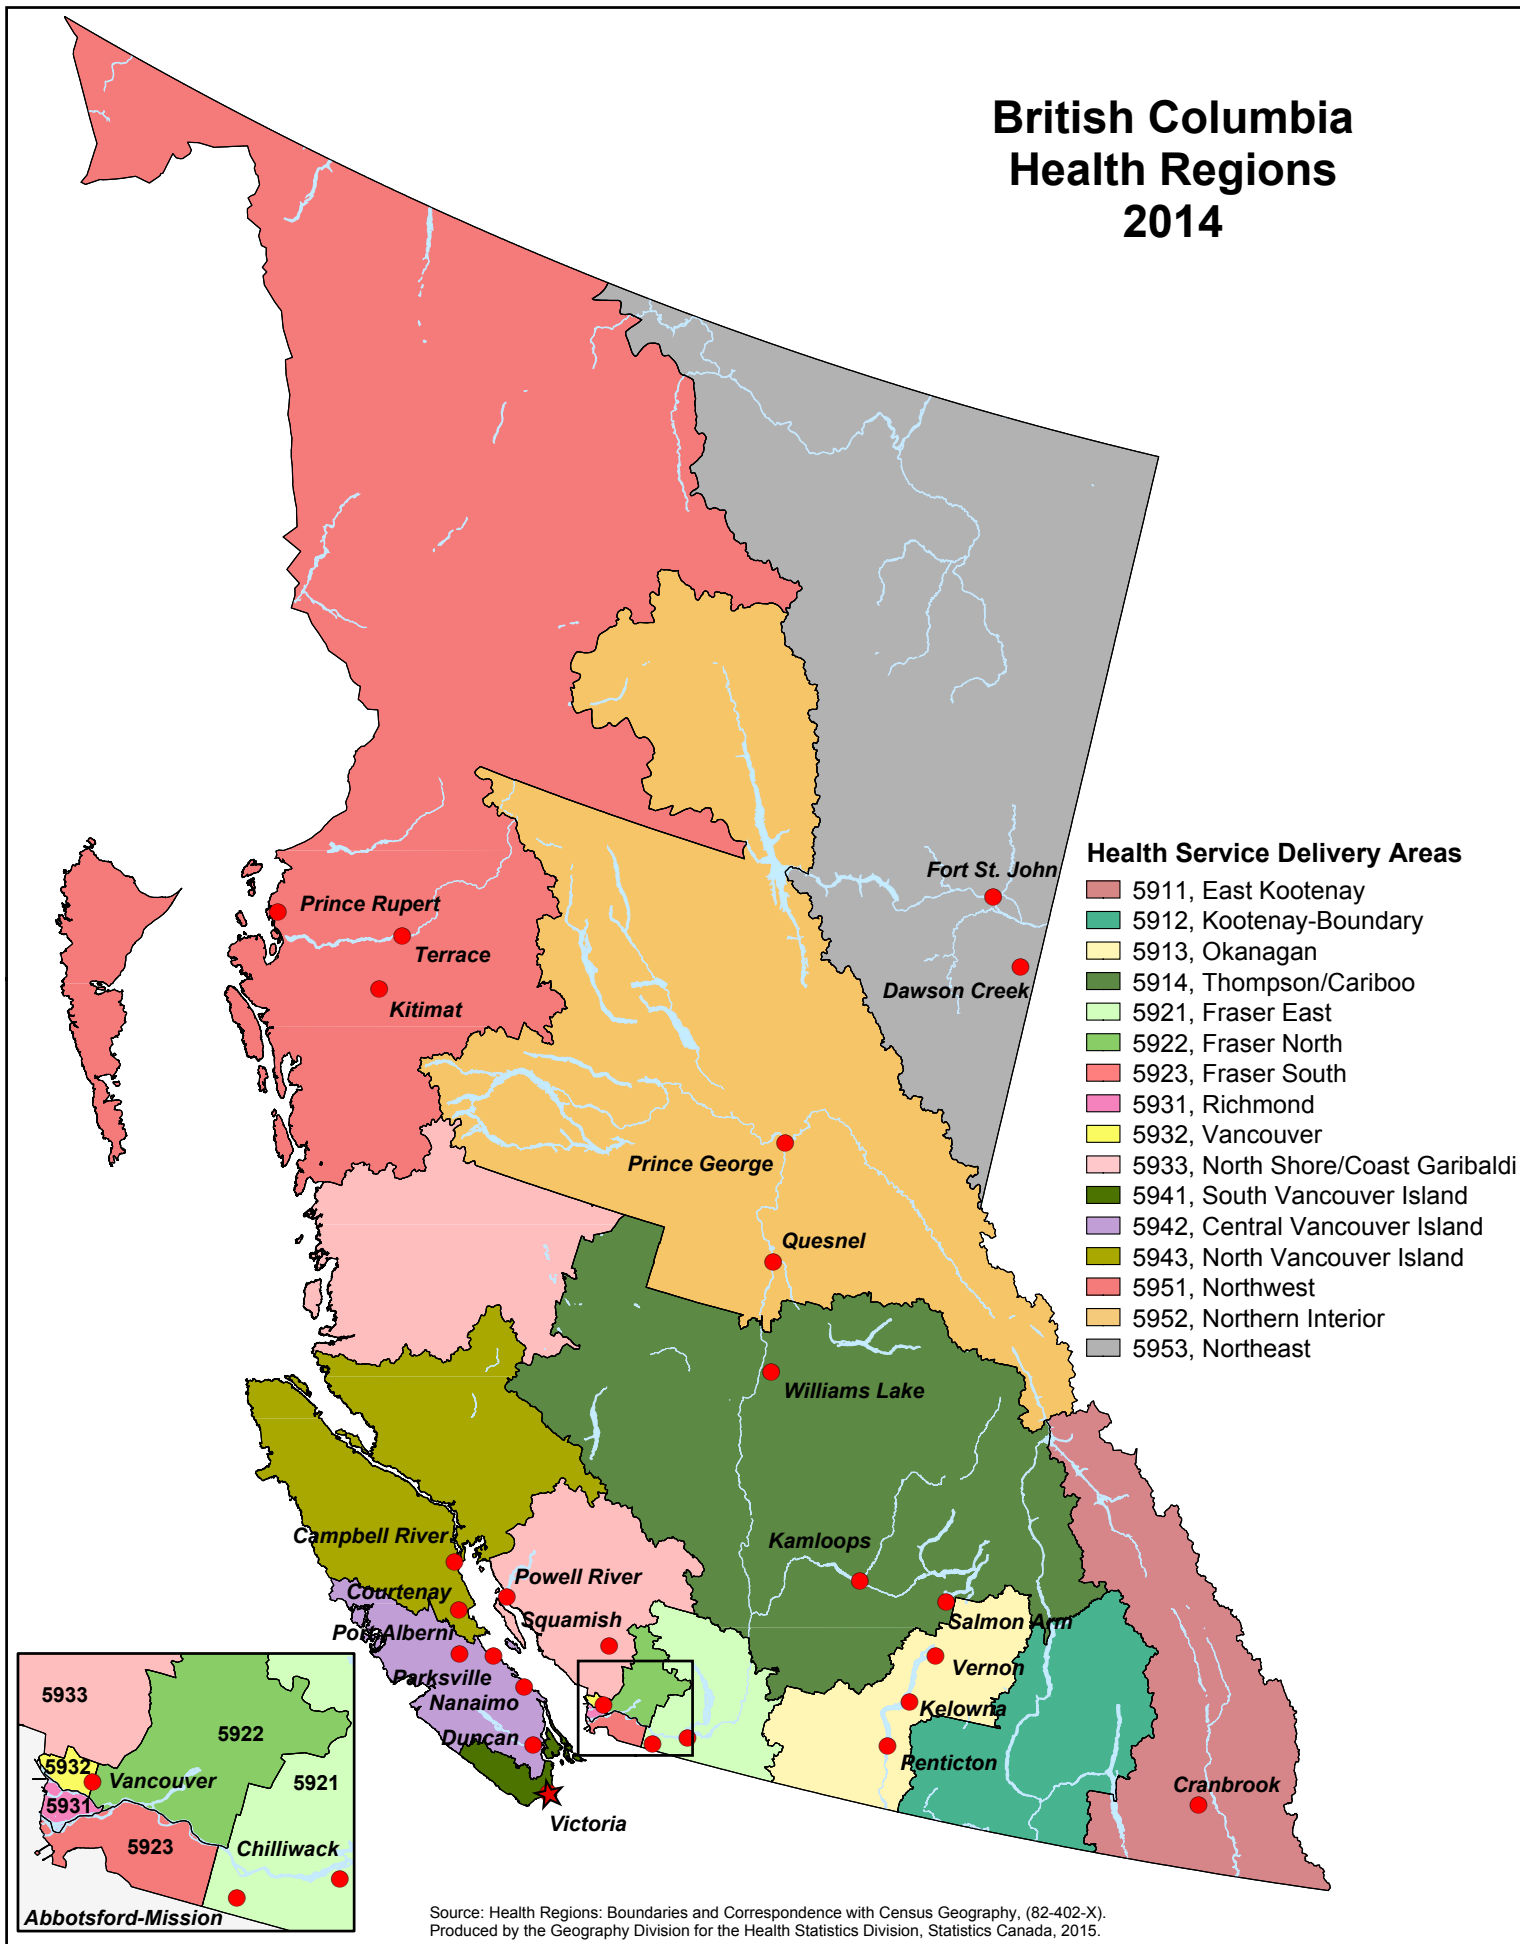 British Columbia
Health Regions
2014
Fort St. John
Dawson Creek
Prince Rupert
Terrace
Kitimat
Prince George
Quesnel
Williams Lake
Kamloops
Salmon Arm
Vernon
Kelowna
Penticton
Cranbrook
Campbell River
Courtenay
Port Alberni
Parksville
Nanaimo
Duncan
Victoria
Powell River
Squamish
Health Service Delivery Areas
5911, East Kootenay
5912, Kootenay-Boundary
5913, Okanagan
5914, Thompson/Cariboo
5921, Fraser East
5922, Fraser North
5923, Fraser South
5931, Richmond
5932, Vancouver
5933, North Shore/Coast Garibaldi
5941, South Vancouver Island
5942, Central Vancouver Island
5943, North Vancouver Island
5951, Northwest
5952, Northern Interior
5953, Northeast
5933
5922
5932
Vancouver
5921
5931
5923
Chilliwack
Abbotsford-Mission
Source: Health Regions: Boundaries and Correspondence with Census Geography, (82-402-X).
Produced by the Geography Division for the Health Statistics Division, Statistics Canada, 2015.